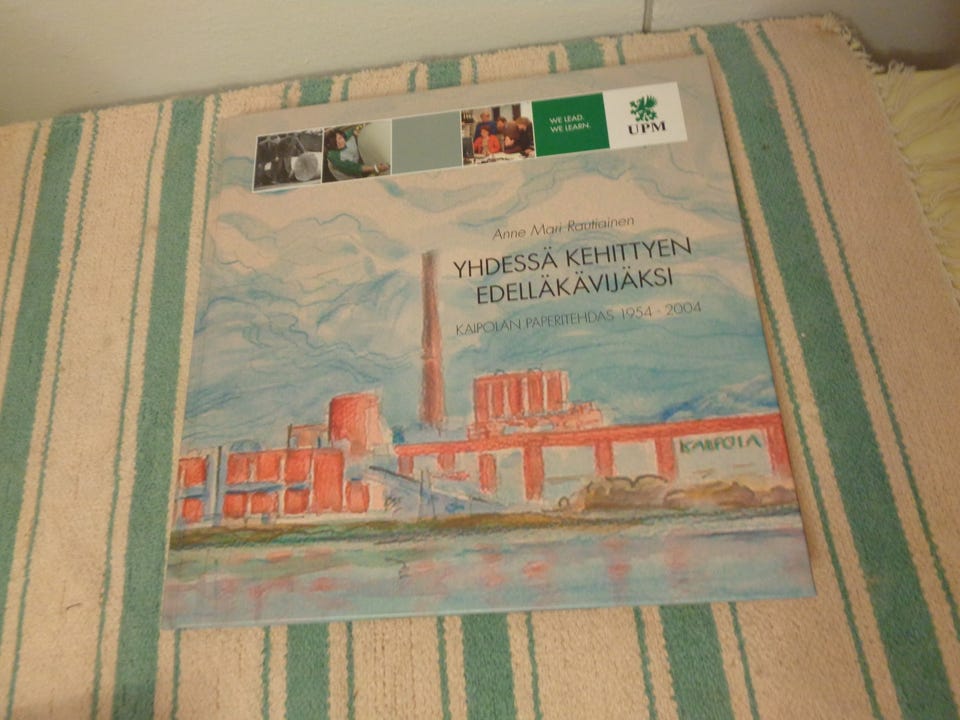 WE LEAD.
WE LEARN.
UPM
Anne Mari Rautiainen
YHDESSÄ KEHITTYEN
EDELLÄKÄVIJÄKSI
KAIPOLAN PAPERITEHDAS 1954 - 2004
KAIPOLA